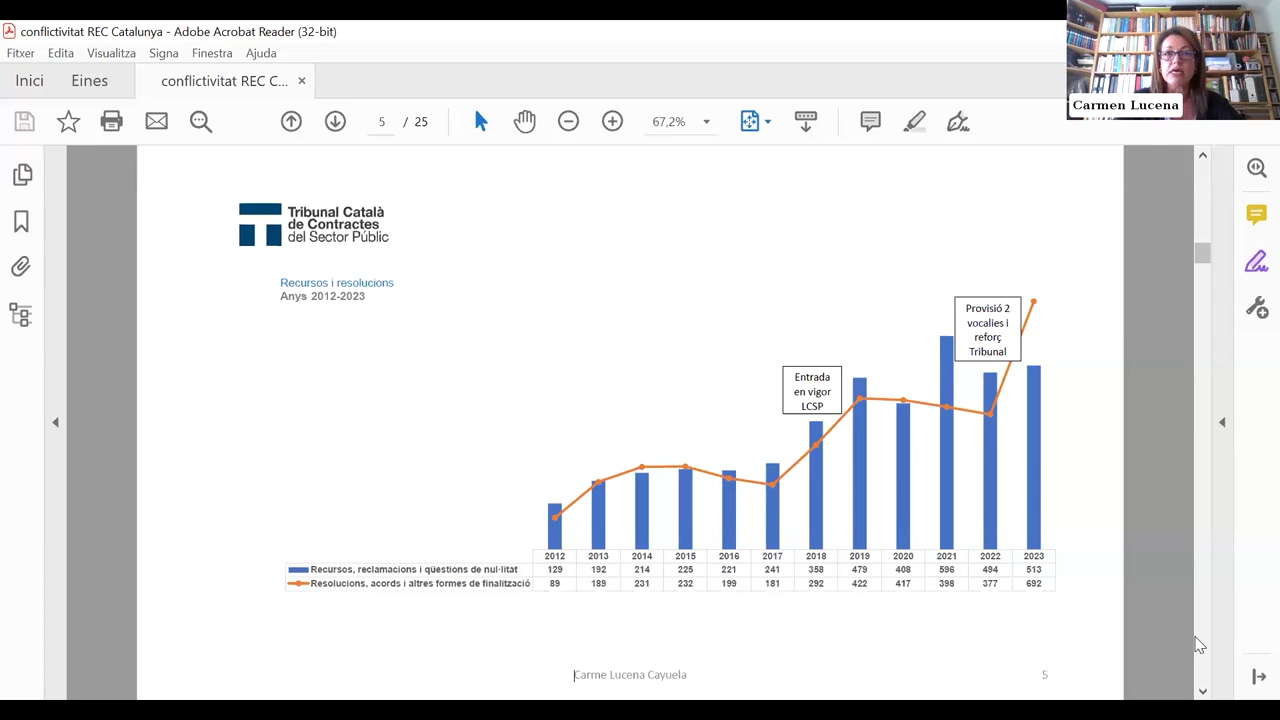 conflictivitat REC Catalunya - Adobe Acrobat Reader (32-bit)
Fitxer Edita Visualitza Signa Finestra Ajuda
Inici Eines conflictivitat REC C... ×
5 / 25 67,2%
Carmen Lucena
Tribunal Català
de Contractes
del Sector Públic
Recursos i resolucions
Anys 2012-2023
Provisió 2
vocalies i
reforç
Tribunal
Entrada
en vigor
LCSP
2012 2013 2014 2015 2016 2017 2018 2019 2020 2021 2022 2023
Recursos, reclamacions i qüestions de nul·litat 129 192 214 225 221 241 358 479 408 596 494 513
Resolucions, acords i altres formes de finalització 89 189 231 232 199 181 292 422 417 398 377 692
Carme Lucena Cayuela 5